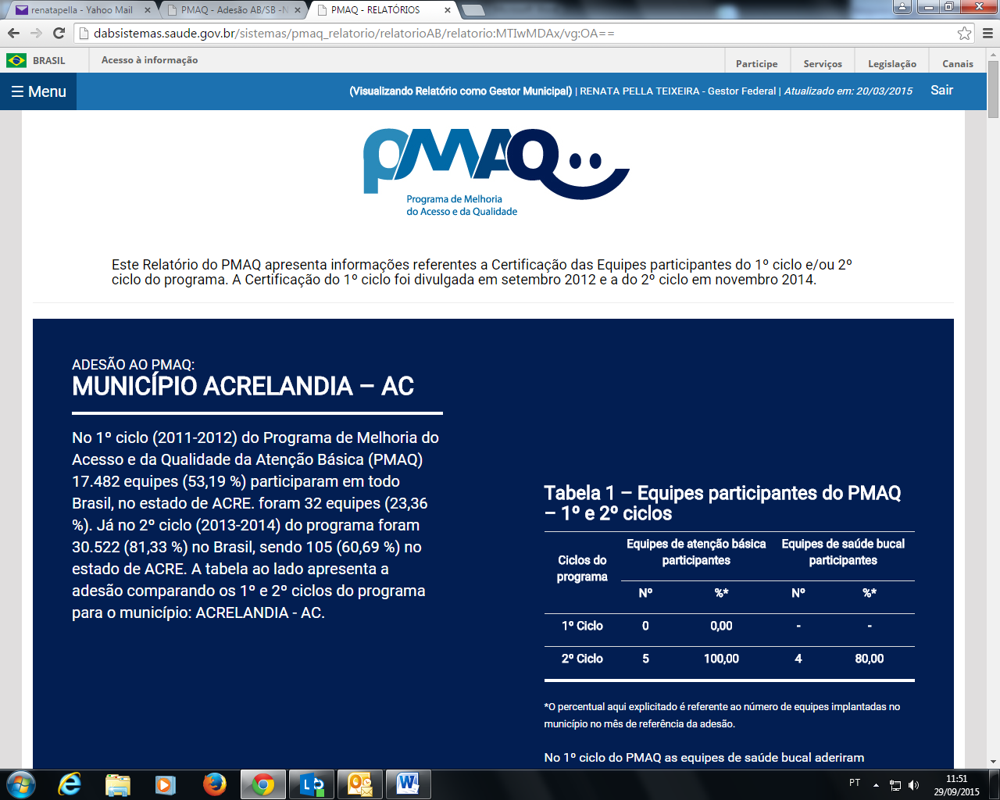 renatapella - Yahoo Mail
PMAQ - Adesão AB/SB - N
PMAQ - RELATÓRIOS
dabsistemas.saude.gov.br/sistemas/pmaq_relatorio/relatorioAB/relatorio:MTIwMDAx/vg:OA==
BRASIL
Acesso à informação
Participe
Serviços
Legislação
Canais
☰ Menu
(Visualizando Relatório como Gestor Municipal) | RENATA PELLA TEIXEIRA - Gestor Federal | Atualizado em: 20/03/2015
Sair
PMAQ
Programa de Melhoria
do Acesso e da Qualidade
Este Relatório do PMAQ apresenta informações referentes a Certificação das Equipes participantes do 1º ciclo e/ou 2º
ciclo do programa. A Certificação do 1º ciclo foi divulgada em setembro 2012 e a do 2º ciclo em novembro 2014.
ADESÃO AO PMAQ:
MUNICÍPIO ACRELANDIA – AC
No 1º ciclo (2011-2012) do Programa de Melhoria do
Acesso e da Qualidade da Atenção Básica (PMAQ)
17.482 equipes (53,19 %) participaram em todo
Brasil, no estado de ACRE. foram 32 equipes (23,36
%). Já no 2º ciclo (2013-2014) do programa foram
30.522 (81,33 %) no Brasil, sendo 105 (60,69 %) no
estado de ACRE. A tabela ao lado apresenta a
adesão comparando os 1º e 2º ciclos do programa
para o município: ACRELANDIA - AC.
Tabela 1 – Equipes participantes do PMAQ
– 1º e 2º ciclos
Ciclos do
programa
Equipes de atenção básica
participantes
Equipes de saúde bucal
participantes
Nº %* Nº %*
1º Ciclo 0 0,00 - -
2º Ciclo 5 100,00 4 80,00
*O percentual aqui explicitado é referente ao número de equipes implantadas no
município no mês de referência da adesão.
No 1º ciclo do PMAQ as equipes de saúde bucal aderiram
PT
11:51
29/09/2015